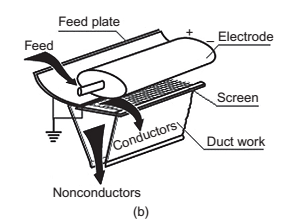 Feed plate
+ −
Electrode
Feed
Screen
Conductors
Duct work
Nonconductors
(b)